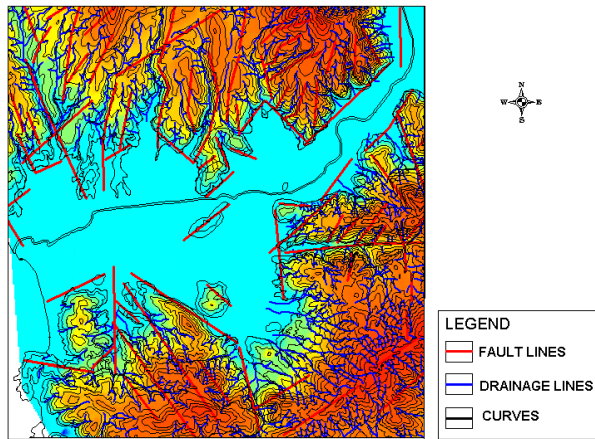 N
W E
S
LEGEND
FAULT LINES
DRAINAGE LINES
CURVES